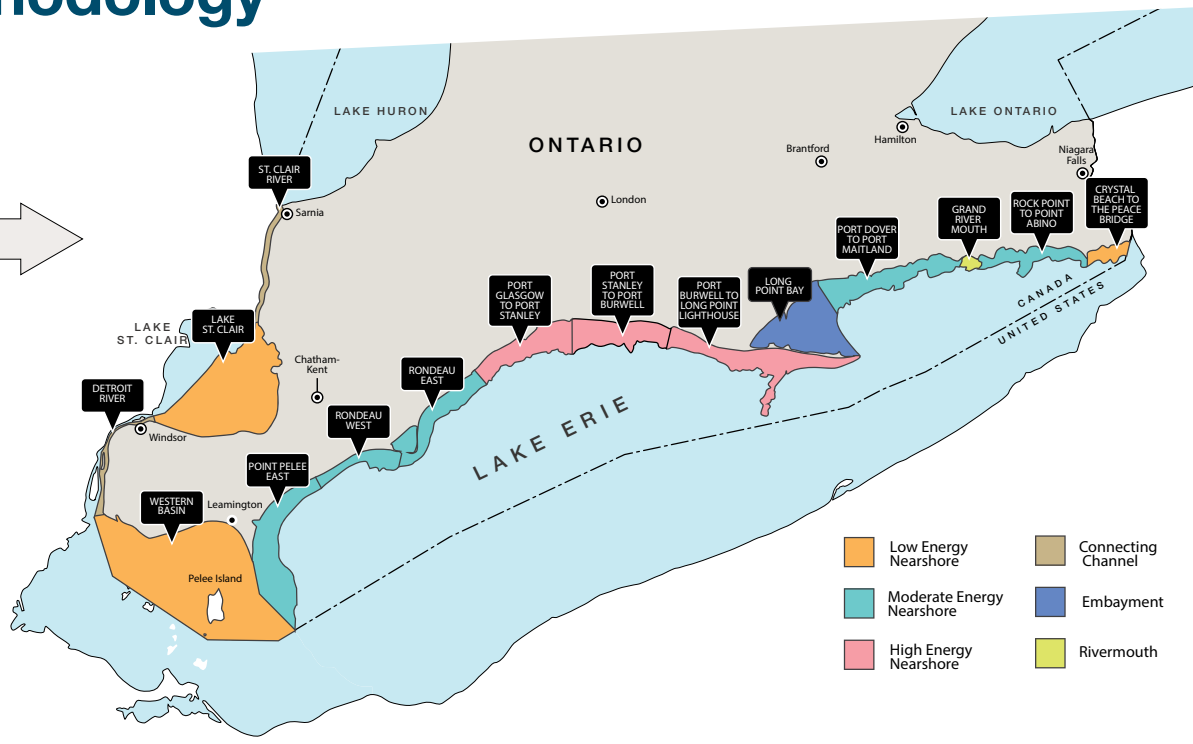 LAKE HURON
LAKE ONTARIO
ONTARIO
Hamilton
Brantford
Niagara
Falls
ST. CLAIR
RIVER
Sarnia
London
CRYSTAL
BEACH TO
THE PEACE
BRIDGE
ROCK POINT
TO POINT
ABINO
GRAND
RIVER
MOUTH
PORT DOVER
TO PORT
MAITLAND
LONG
POINT BAY
PORT
BURWELL TO
LONG POINT
LIGHTHOUSE
PORT
STANLEY
TO PORT
BURWELL
PORT
GLASGOW
TO PORT
STANLEY
CANADA
UNITED STATES
LAKE
ST. CLAIR
LAKE
ST. CLAIR
Chatham-
Kent
RONDEAU
EAST
DETROIT
RIVER
Windsor
RONDEAU
WEST
LAKE ERIE
POINT PELEE
EAST
WESTERN
BASIN
Leamington
Pelee Island
Low Energy
Nearshore
Moderate Energy
Nearshore
High Energy
Nearshore
Connecting
Channel
Embayment
Rivermouth